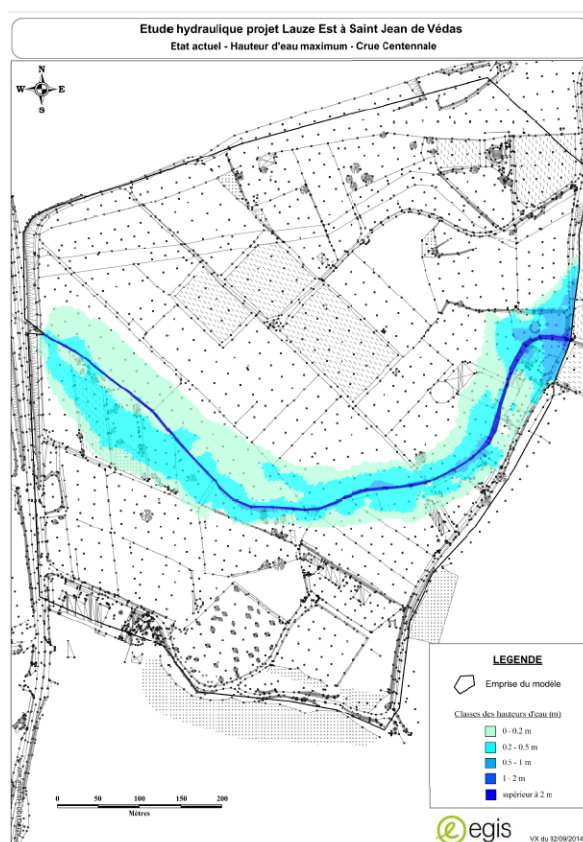 Etude hydraulique projet Lauze Est à Saint Jean de Védas
Etat actuel - Hauteur d'eau maximum - Crue Centennale
N
W E
S
LEGENDE
Emprise du modèle
Classes des hauteurs d'eau (m)
0 - 0.2 m
0.2 - 0.5 m
0.5 - 1 m
1 - 2 m
supérieur à 2 m
0 50 100 150 200
Mètres
egis
VX du 02/09/2014